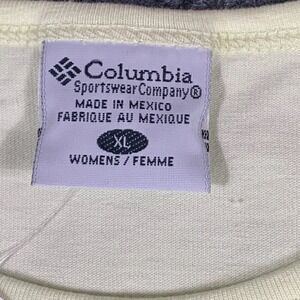 Columbia
Sportswear Company®
MADE IN MEXICO
FABRIQUE AU MEXIQUE
XL
WOMENS / FEMME